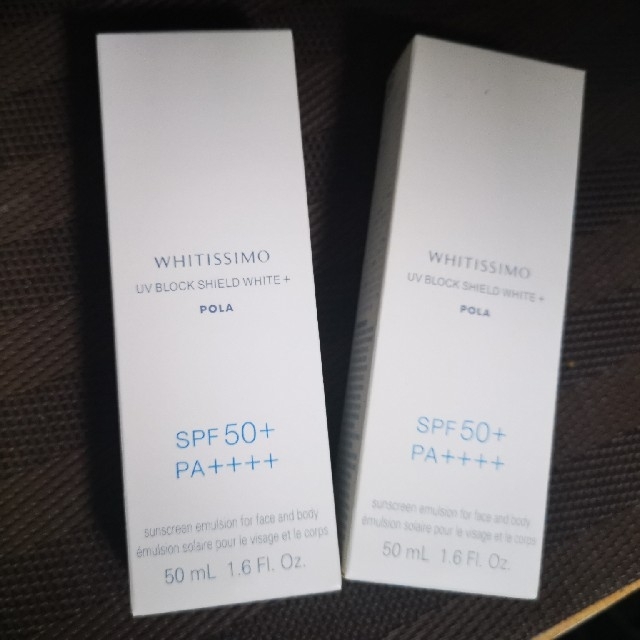 WHITISSIMO
UV BLOCK SHIELD WHITE +
POLA
SPF 50+
PA++++
sunscreen emulsion for face and body
émulsion solaire pour le visage et le corps
50 mL 1.6 Fl. Oz.
WHITISSIMO
UV BLOCK SHIELD WHITE +
POLA
SPF 50+
PA++++
sunscreen emulsion for face and body
émulsion solaire pour le visage et le corps
50 mL 1.6 Fl. Oz.